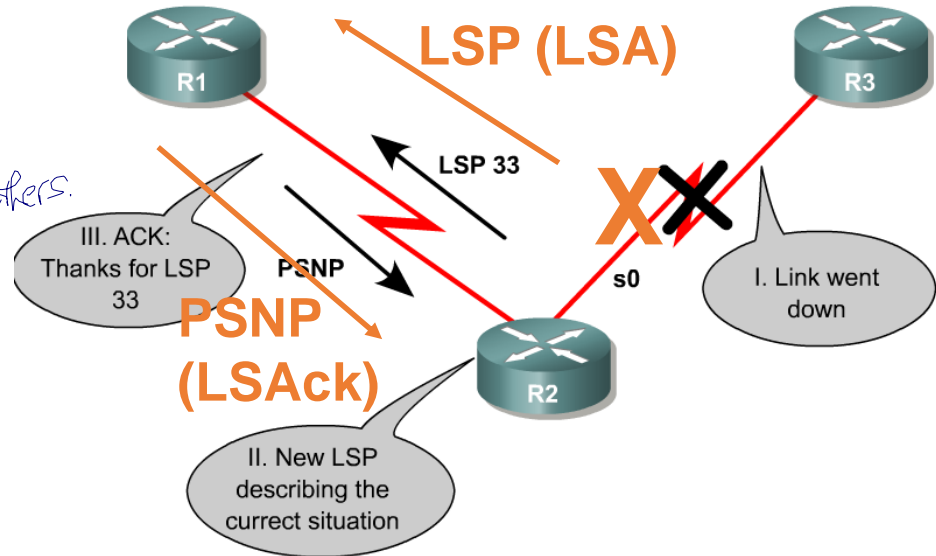 LSP (LSA)
R1
R3
LSP 33
thers.
III. ACK:
Thanks for LSP
33
PSNP
X
s0
I. Link went
down
PSNP
(LSAck)
R2
II. New LSP
describing the
currect situation